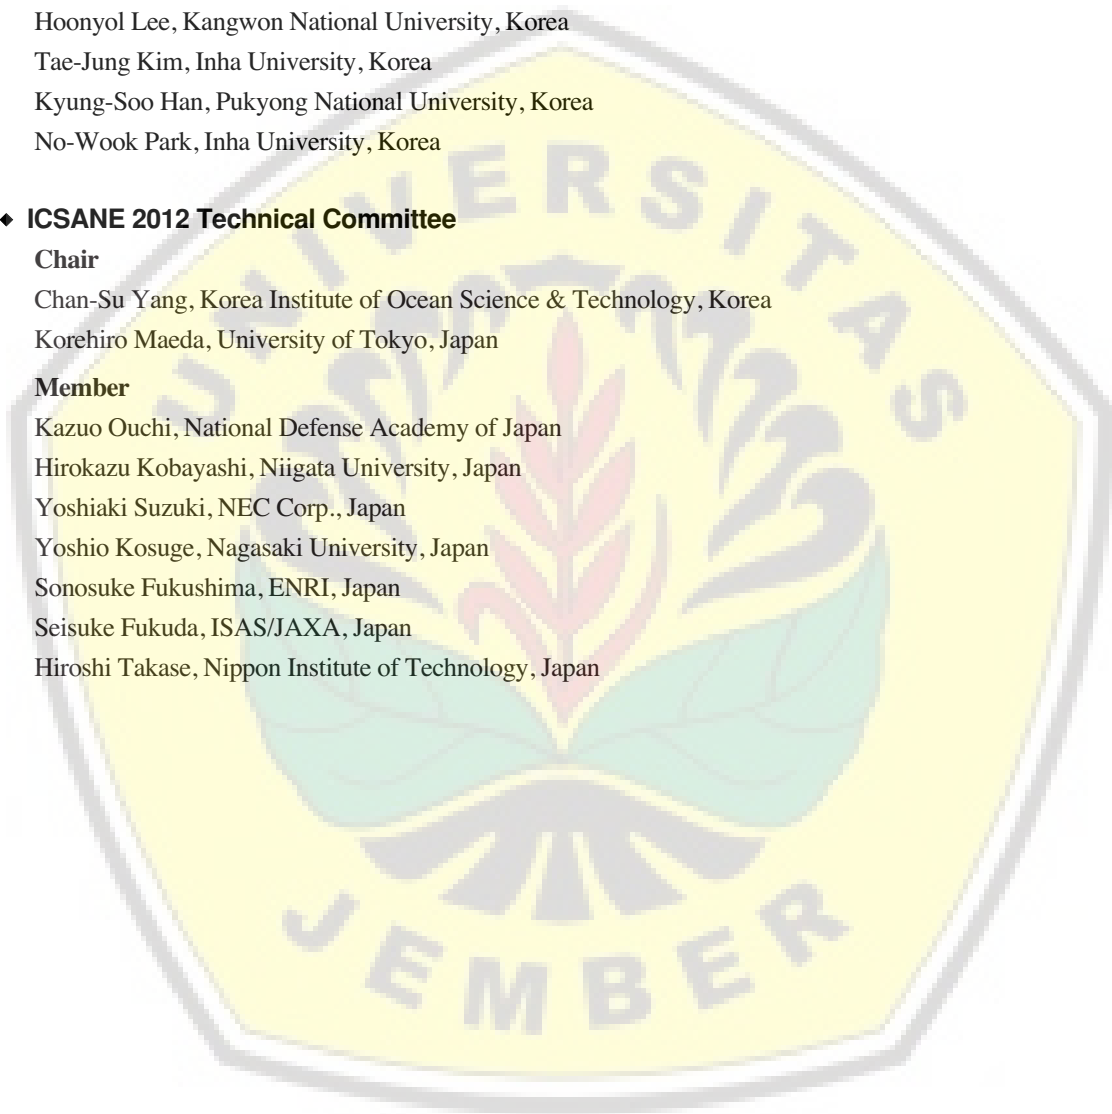 Hoonyol Lee, Kangwon National University, Korea
Tae-Jung Kim, Inha University, Korea
Kyung-Soo Han, Pukyong National University, Korea
No-Wook Park, Inha University, Korea
ICSANE 2012 Technical Committee
Chair
Chan-Su Yang, Korea Institute of Ocean Science & Technology, Korea
Korehiro Maeda, University of Tokyo, Japan
Member
Kazuo Ouchi, National Defense Academy of Japan
Hirokazu Kobayashi, Niigata University, Japan
Yoshiaki Suzuki, NEC Corp., Japan
Yoshio Kosuge, Nagasaki University, Japan
Sonosuke Fukushima, ENRI, Japan
Seisuke Fukuda, ISAS/JAXA, Japan
Hiroshi Takase, Nippon Institute of Technology, Japan
UNIVERSITAS
JEMBER